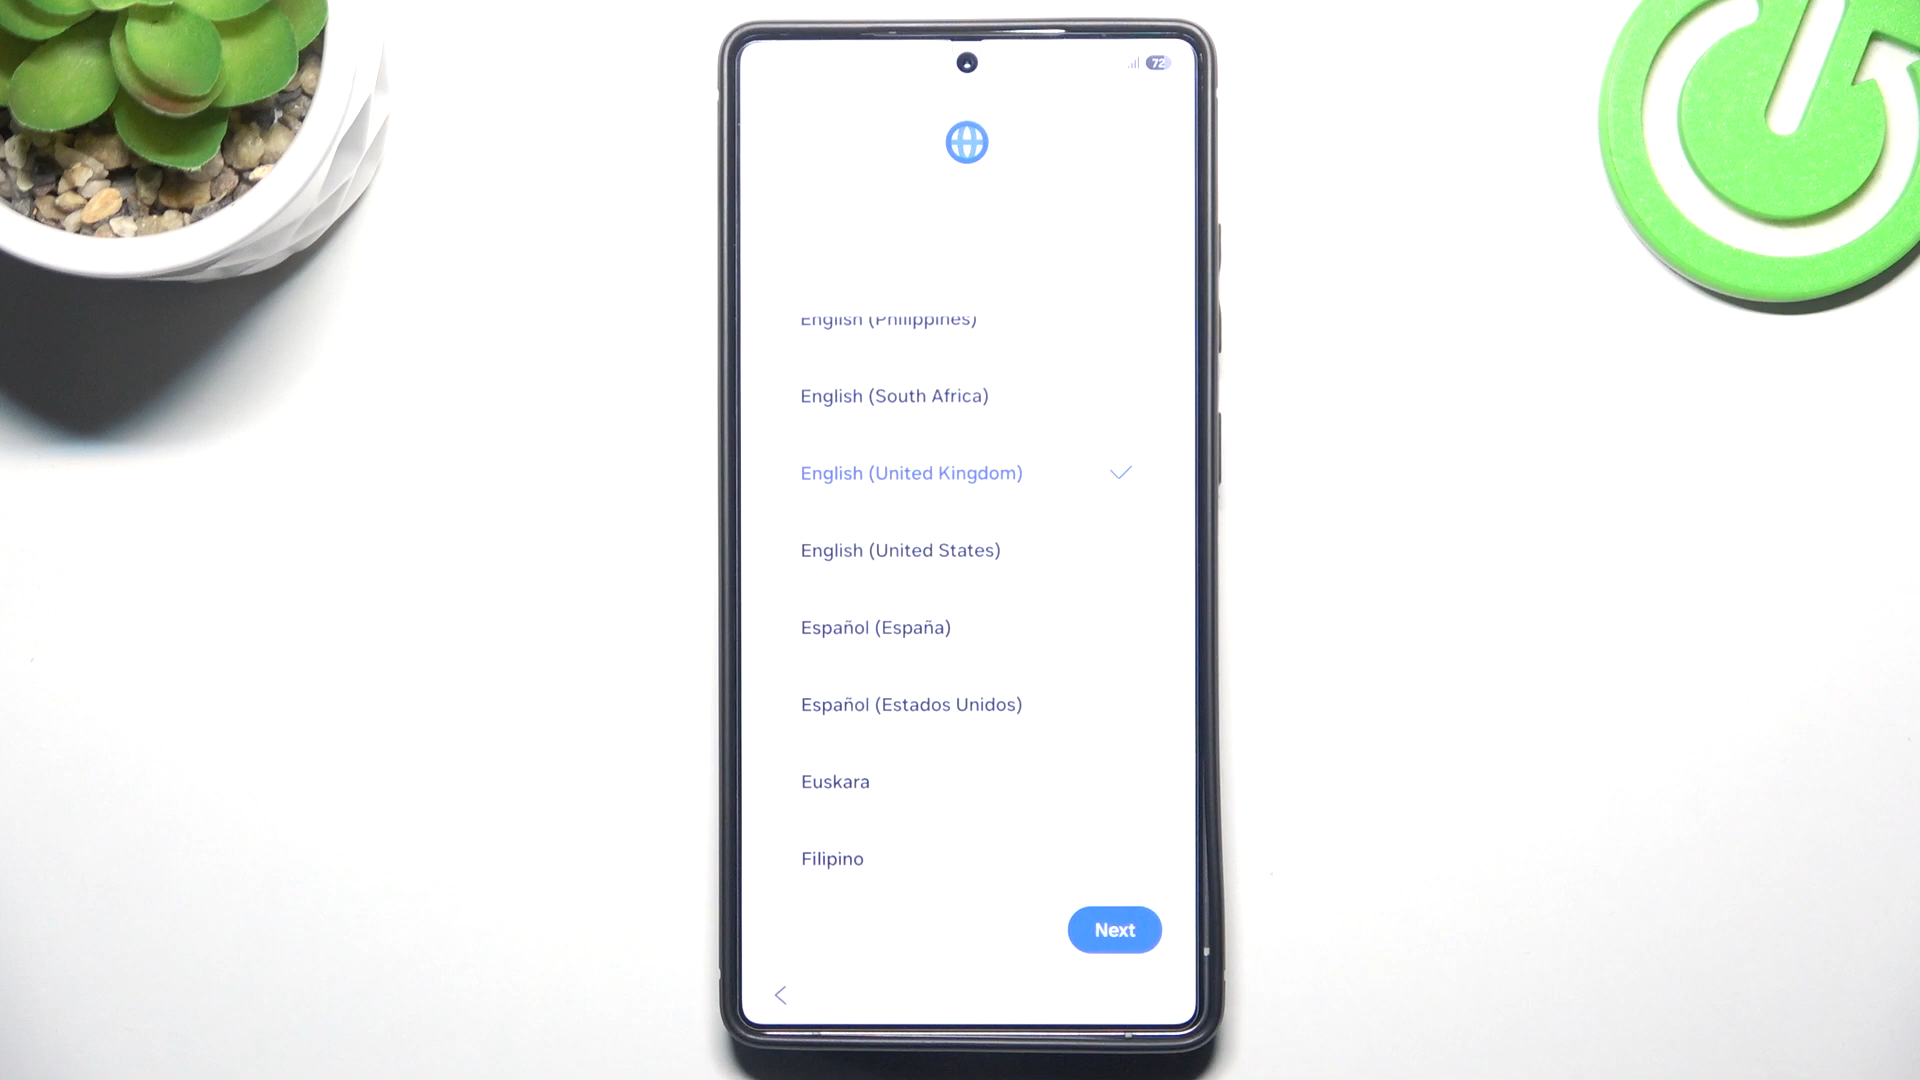 72
English (Philippines)
English (South Africa)
English (United Kingdom)
English (United States)
Español (España)
Español (Estados Unidos)
Euskara
Filipino
Next